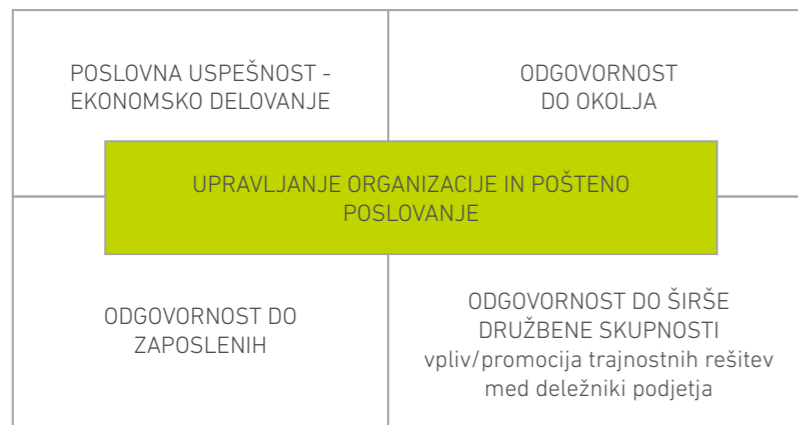 POSLOVNA USPEŠNOST -
EKONOMSKO DELOVANJE
ODGOVORNOST
DO OKOLJA
UPRAVLJANJE ORGANIZACIJE IN POŠTENO
POSLOVANJE
ODGOVORNOST DO
ZAPOSLENIH
ODGOVORNOST DO ŠIRŠE
DRUŽBENE SKUPNOSTI
vpliv/promocija trajnostnih rešitev
med deležniki podjetja